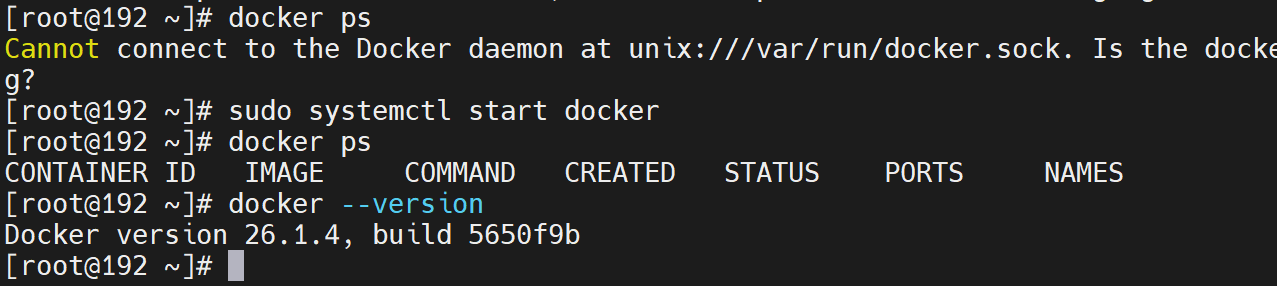 [root@192 ~]# docker ps
Cannot connect to the Docker daemon at unix:///var/run/docker.sock. Is the docke
g?
[root@192 ~]# sudo systemctl start docker
[root@192 ~]# docker ps
CONTAINER ID   IMAGE     COMMAND   CREATED   STATUS    PORTS     NAMES
[root@192 ~]# docker --version
Docker version 26.1.4, build 5650f9b
[root@192 ~]#